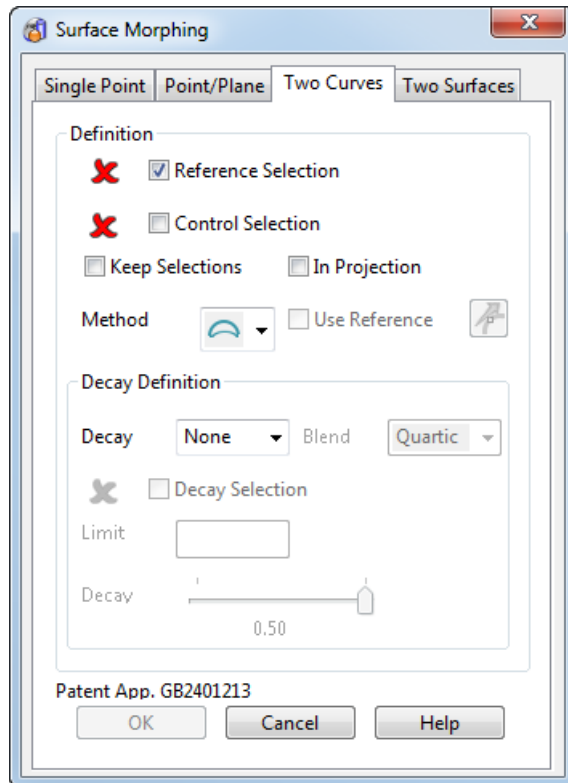 Surface Morphing
Single Point Point/Plane Two Curves Two Surfaces
Definition
Reference Selection
Control Selection
Keep Selections In Projection
Method Use Reference
Decay Definition
Decay None Blend Quartic
Decay Selection
Limit
Decay
0.50
Patent App. GB2401213
OK Cancel Help